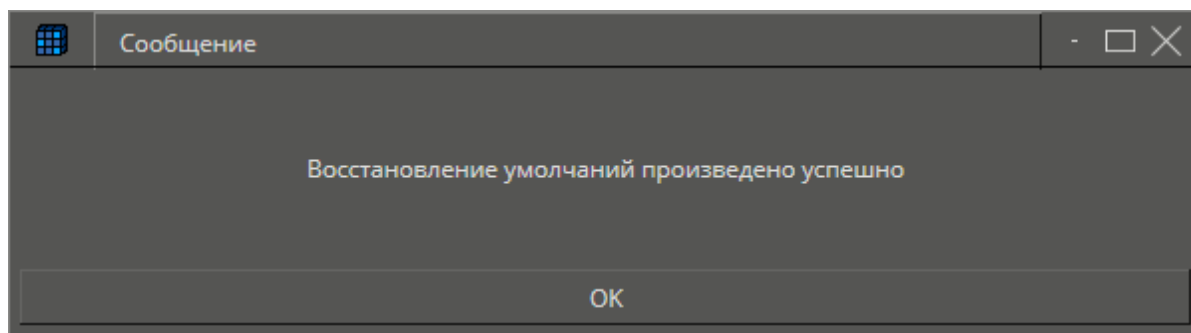 Сообщение
Восстановление умолчаний произведено успешно
OK